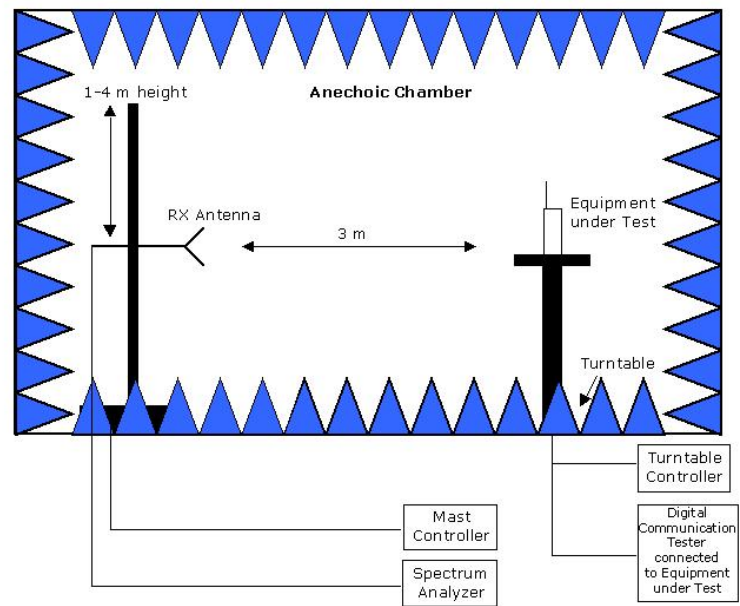 1-4 m height
Anechoic Chamber
RX Antenna
3 m
Equipment
under Test
Turntable
Turntable
Controller
Mast
Controller
Spectrum
Analyzer
Digital
Communication
Tester
connected
to Equipment
under Test